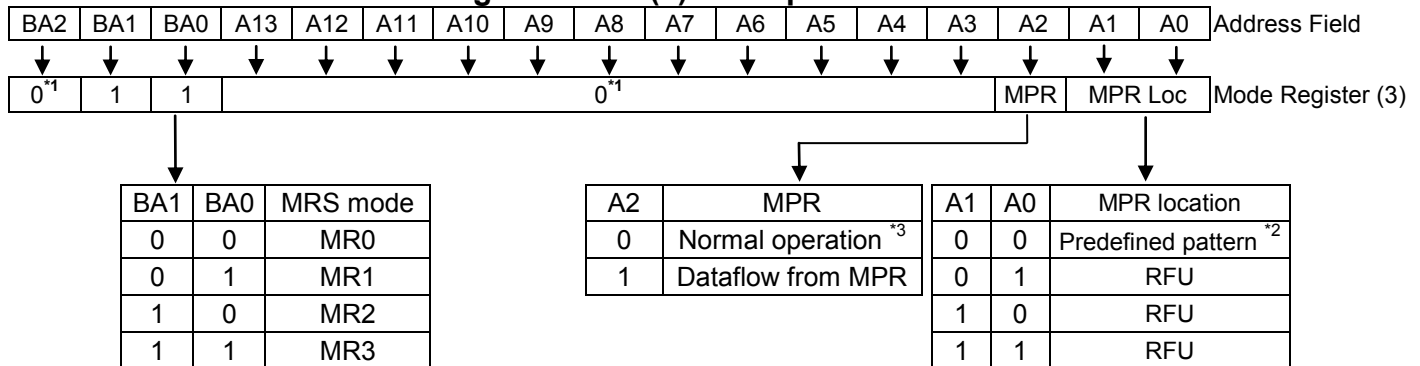 BA2 BA1 BA0 A13 A12 A11 A10 A9 A8 A7 A6 A5 A4 A3 A2 A1 A0 Address Field
0*1 1 1 0*1 MPR MPR Loc Mode Register (3)
BA1 BA0 MRS mode
0 0 MR0
0 1 MR1
1 0 MR2
1 1 MR3
A2 MPR
0 Normal operation *3
1 Dataflow from MPR
A1 A0 MPR location
0 0 Predefined pattern *2
0 1 RFU
1 0 RFU
1 1 RFU